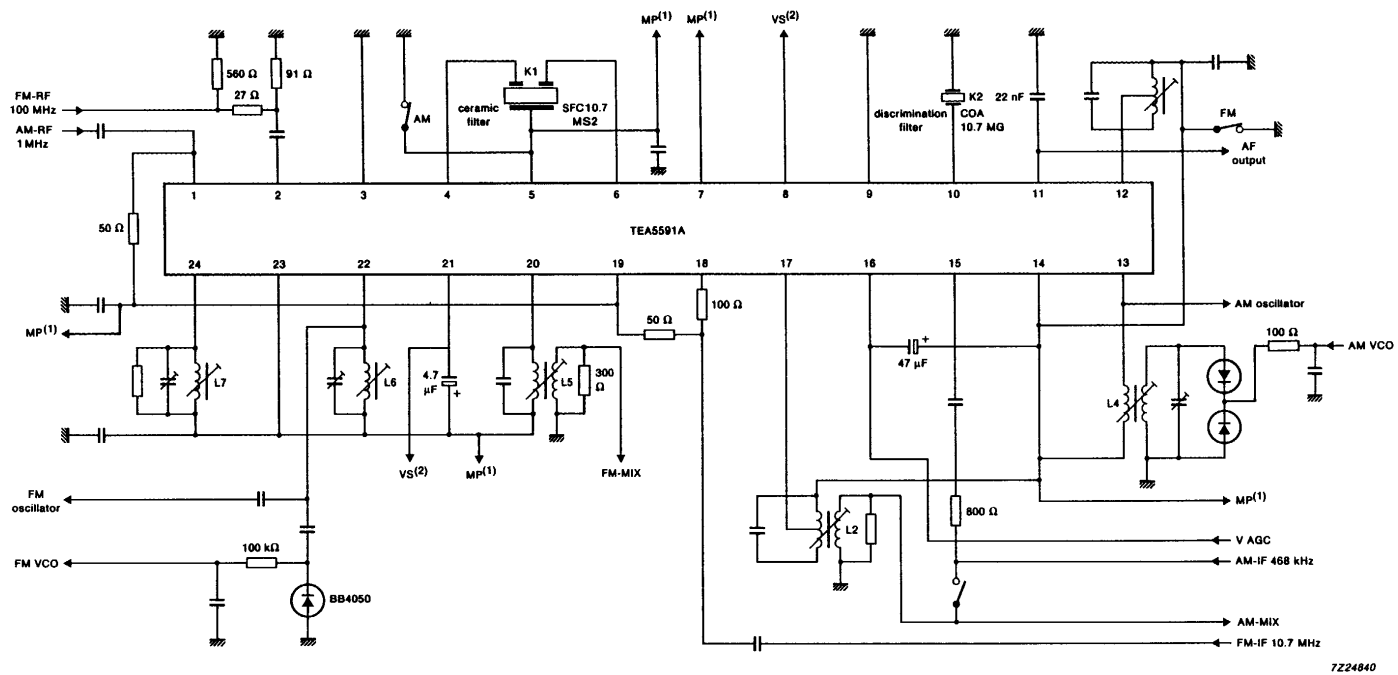 MP(1)
MP(1)
VS(2)
560 Ω
91 Ω
27 Ω
FM-RF
100 MHz
AM-RF
1 MHz
AM
K1
ceramic
filter
SFC10.7
MS2
discrimination
filter
K2
COA
10.7 MG
22 nF
FM
AF
output
1
2
3
4
5
6
7
8
9
10
11
12
50 Ω
TEA5591A
24
23
22
21
20
19
18
17
16
15
14
13
MP(1)
100 Ω
50 Ω
AM oscillator
100 Ω
AM VCO
47 µF
+
L7
L6
4.7
µF
+
L5
300
Ω
L4
VS(2)
MP(1)
FM-MIX
FM
oscillator
MP(1)
800 Ω
L2
V AGC
FM VCO
100 kΩ
AM-IF 468 kHz
BB4050
AM-MIX
FM-IF 10.7 MHz
7Z24840